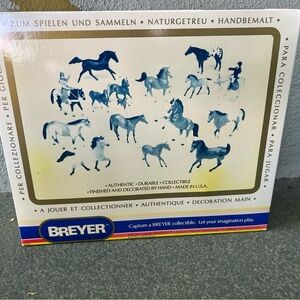 ZUM SPIELEN UND SAMMELN • NATURGETREU • HANDBEMALT •
PARA COLECCIONAR • PARA JUGAR
PER COLLEZIONARE • PER
• AUTHENTIC • DURABLE • COLLECTIBLE
• FINISHED AND DECORATED BY HAND • MADE IN U.S.A.
• A JOUER ET COLLECTIONNER • AUTHENTIQUE • DECORATION MAIN •
BREYER
Capture a BREYER collectible. Let your imagination play.